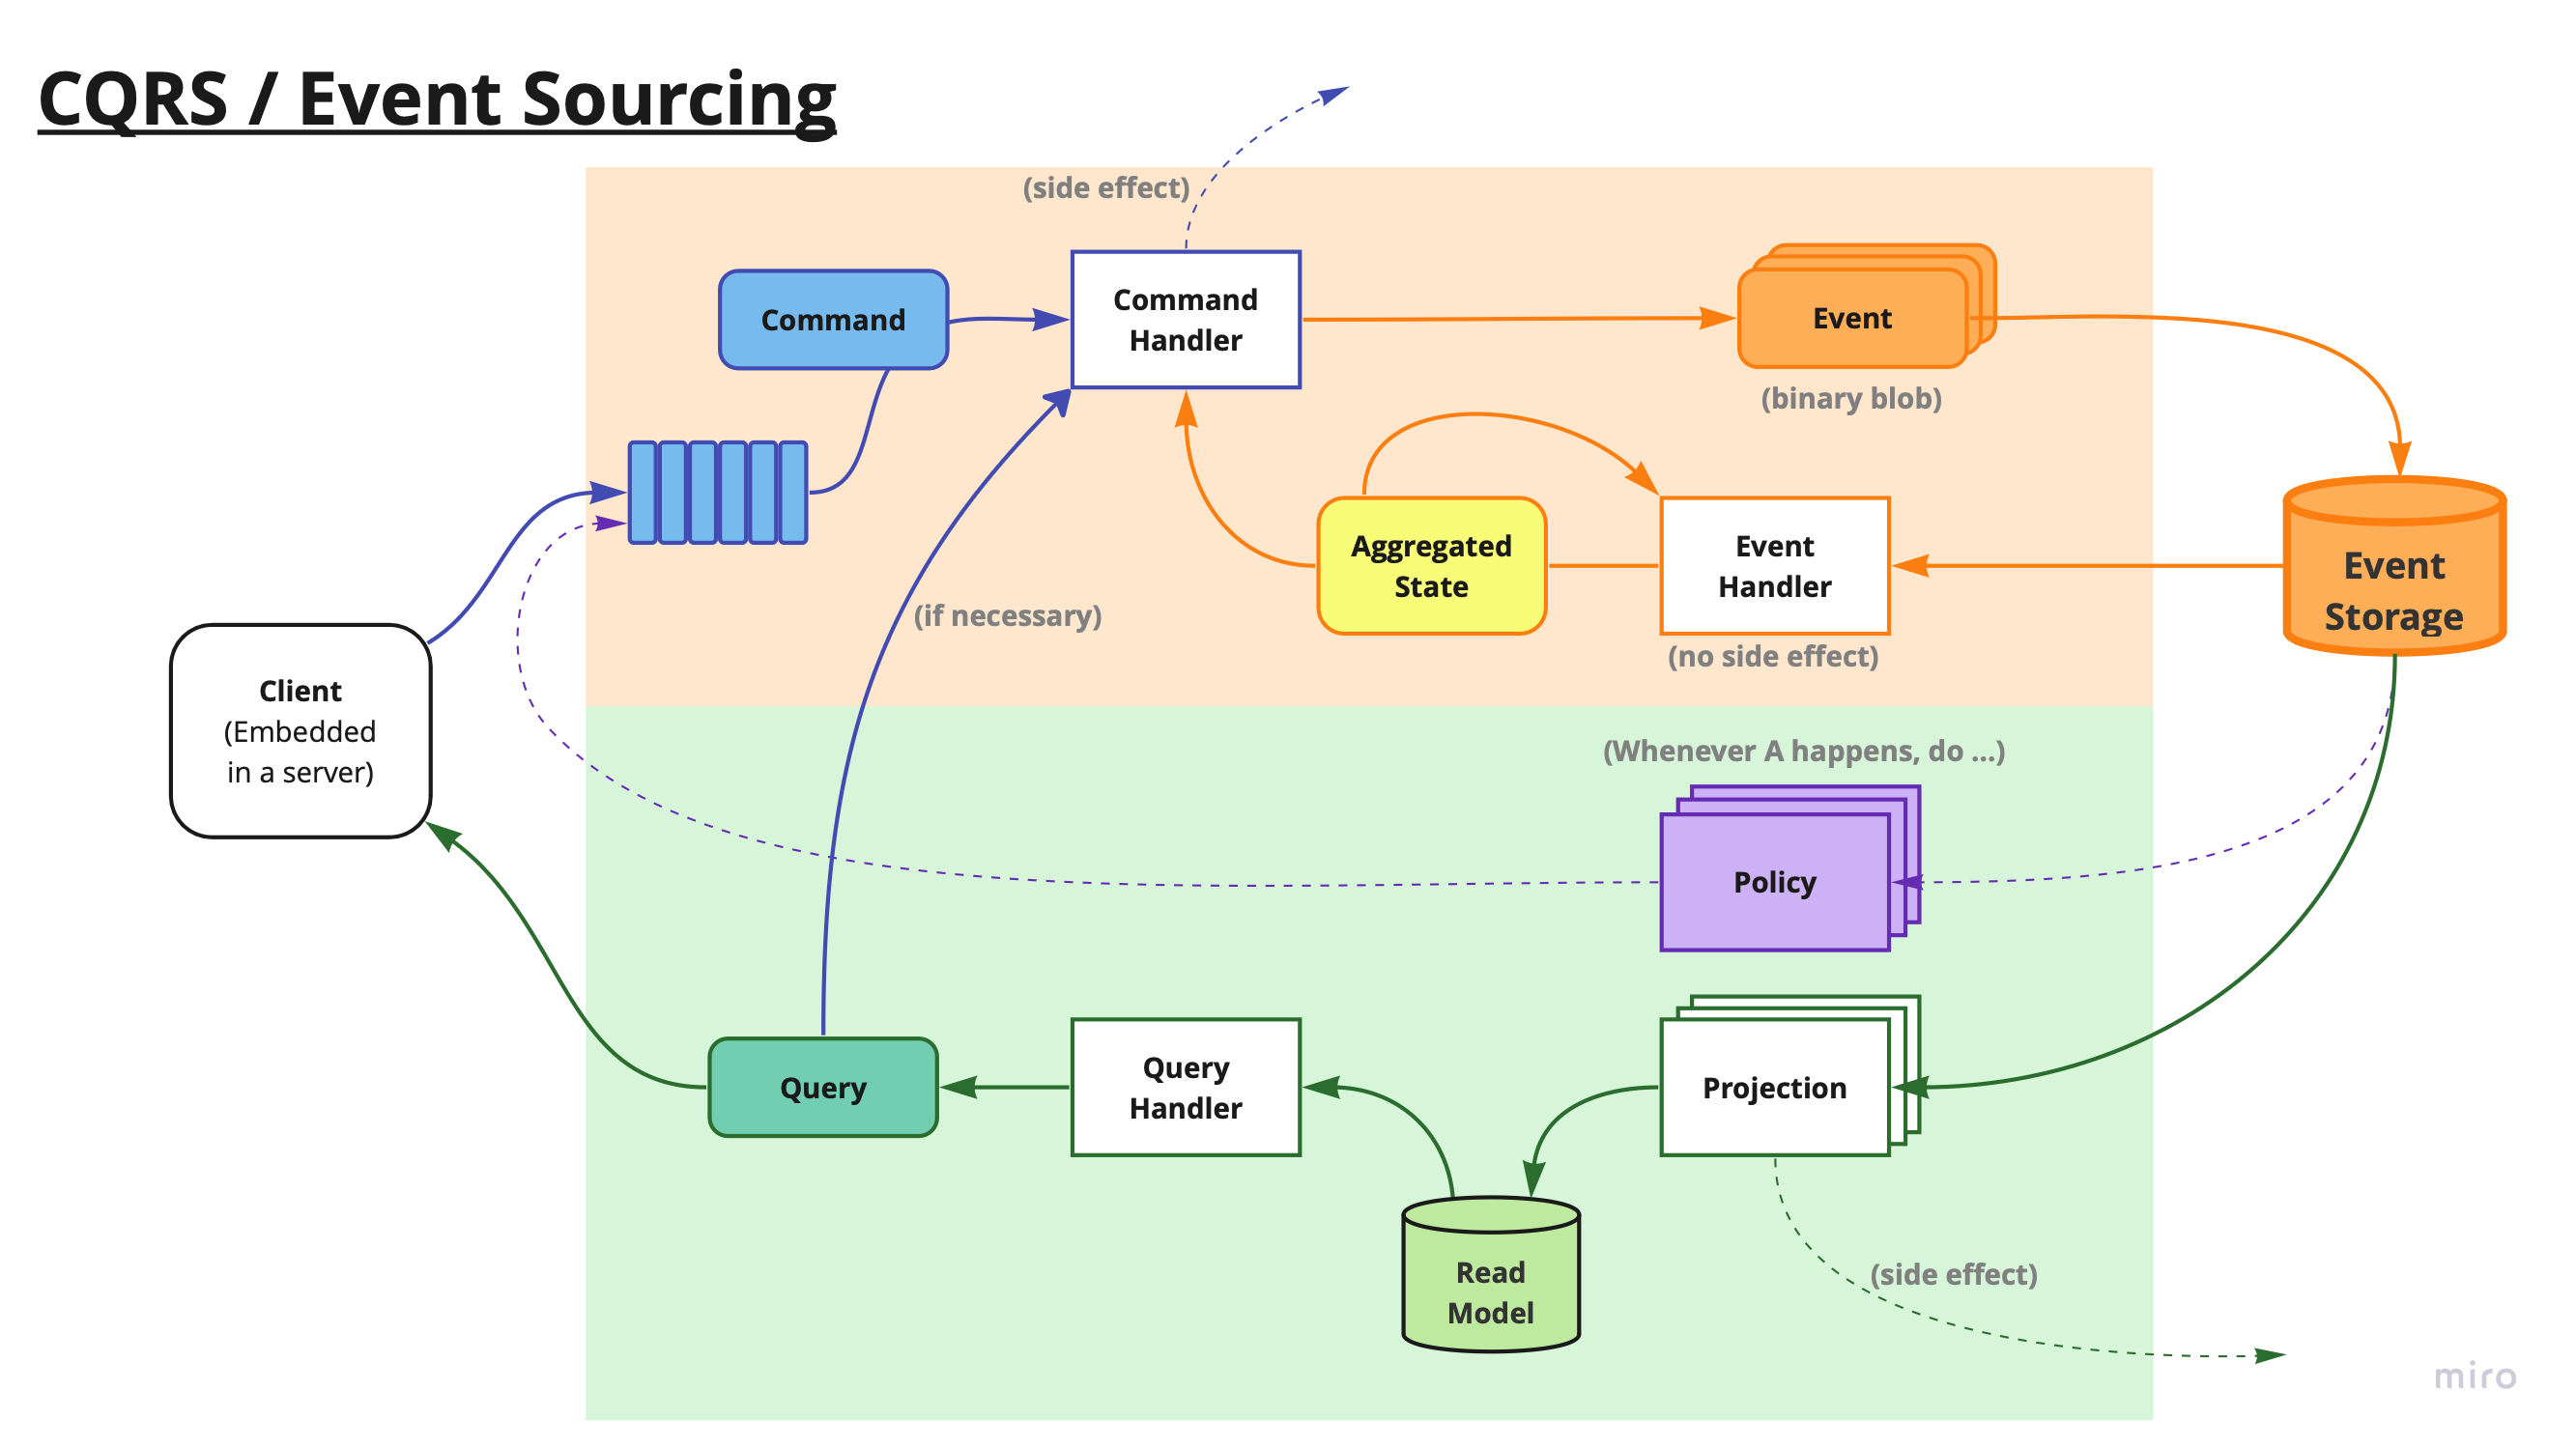 CQRS / Event Sourcing
(side effect)
Command
Command
Handler
Event
(binary blob)
Aggregated
State
Event
Handler
(no side effect)
Event
Storage
(if necessary)
Client
(Embedded
in a server)
(Whenever A happens, do ...)
Policy
Query
Query
Handler
Projection
Read
Model
(side effect)
miro